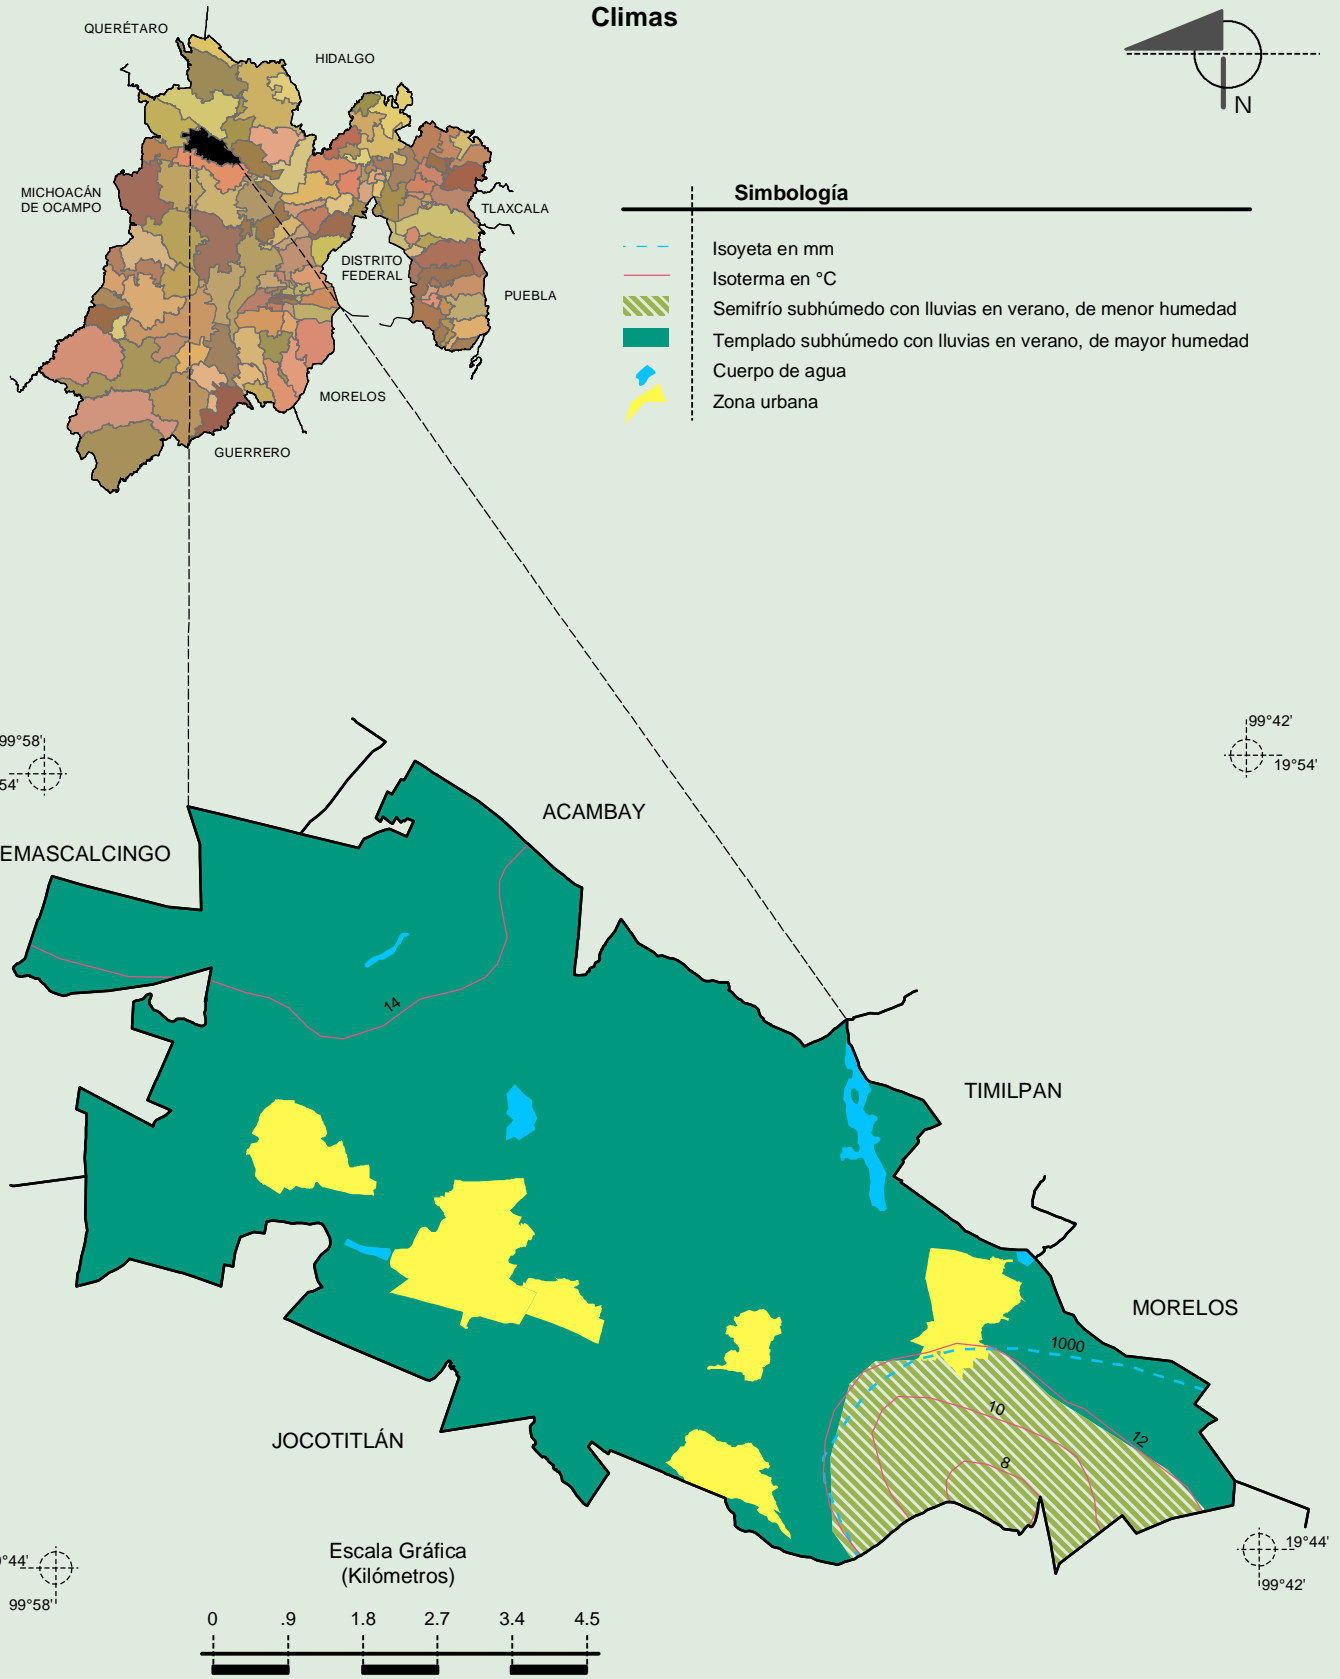 Climas
QUERÉTARO
HIDALGO
N
MICHOACÁN
DE OCAMPO
TLAXCALA
DISTRITO
FEDERAL
PUEBLA
MORELOS
GUERRERO
Simbología
Isoyeta en mm
Isoterma en °C
Semifrío subhúmedo con lluvias en verano, de menor humedad
Templado subhúmedo con lluvias en verano, de mayor humedad
Cuerpo de agua
Zona urbana
99°58'
54'
99°42'
19°54'
ACAMBAY
EMASCALCINGO
14
TIMILPAN
MORELOS
1000
10
12
8
JOCOTITLÁN
°44'
99°58'
19°44'
99°42'
Escala Gráfica
(Kilómetros)
0 .9 1.8 2.7 3.4 4.5